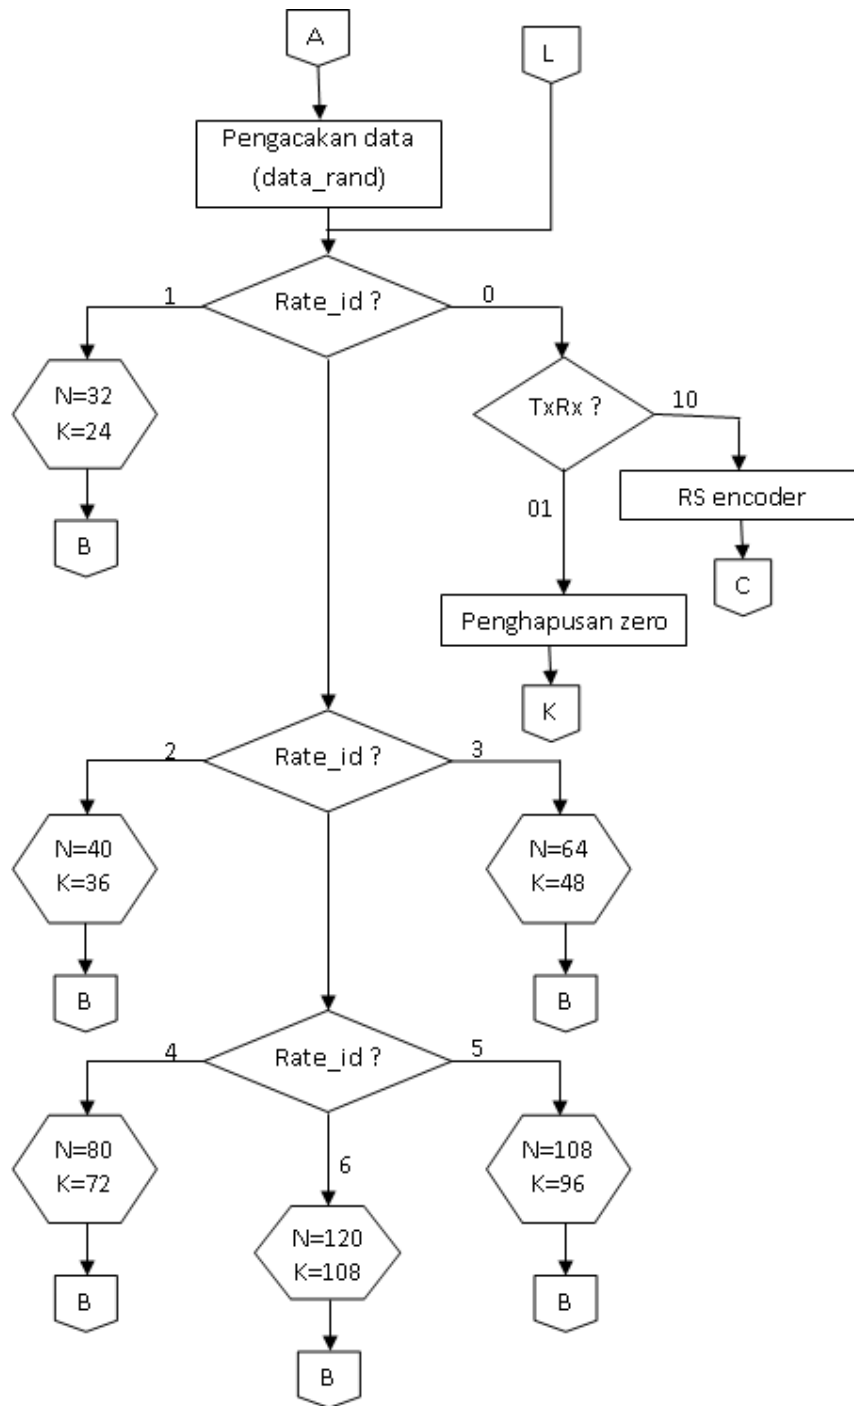 A
L
Pengacakan data
(data_rand)
Rate_id ?
1
0
N=32
K=24
B
TxRx ?
10
01
RS encoder
C
Penghapusan zero
K
Rate_id ?
2
3
N=40
K=36
B
N=64
K=48
B
Rate_id ?
4
5
6
N=80
K=72
B
N=120
K=108
B
N=108
K=96
B